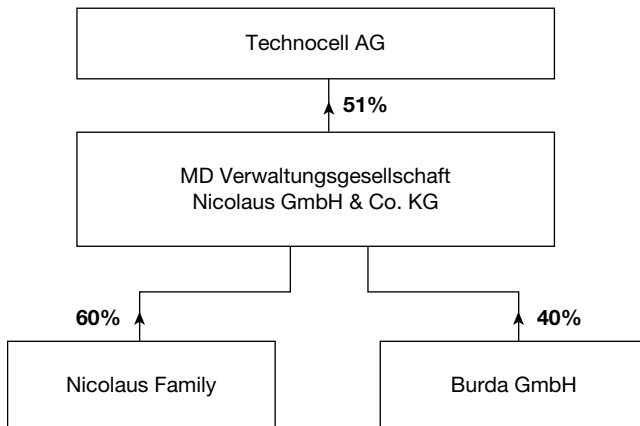 Technocell AG
51%
MD Verwaltungsgesellschaft
Nicolaus GmbH & Co. KG
60%
40%
Nicolaus Family
Burda GmbH